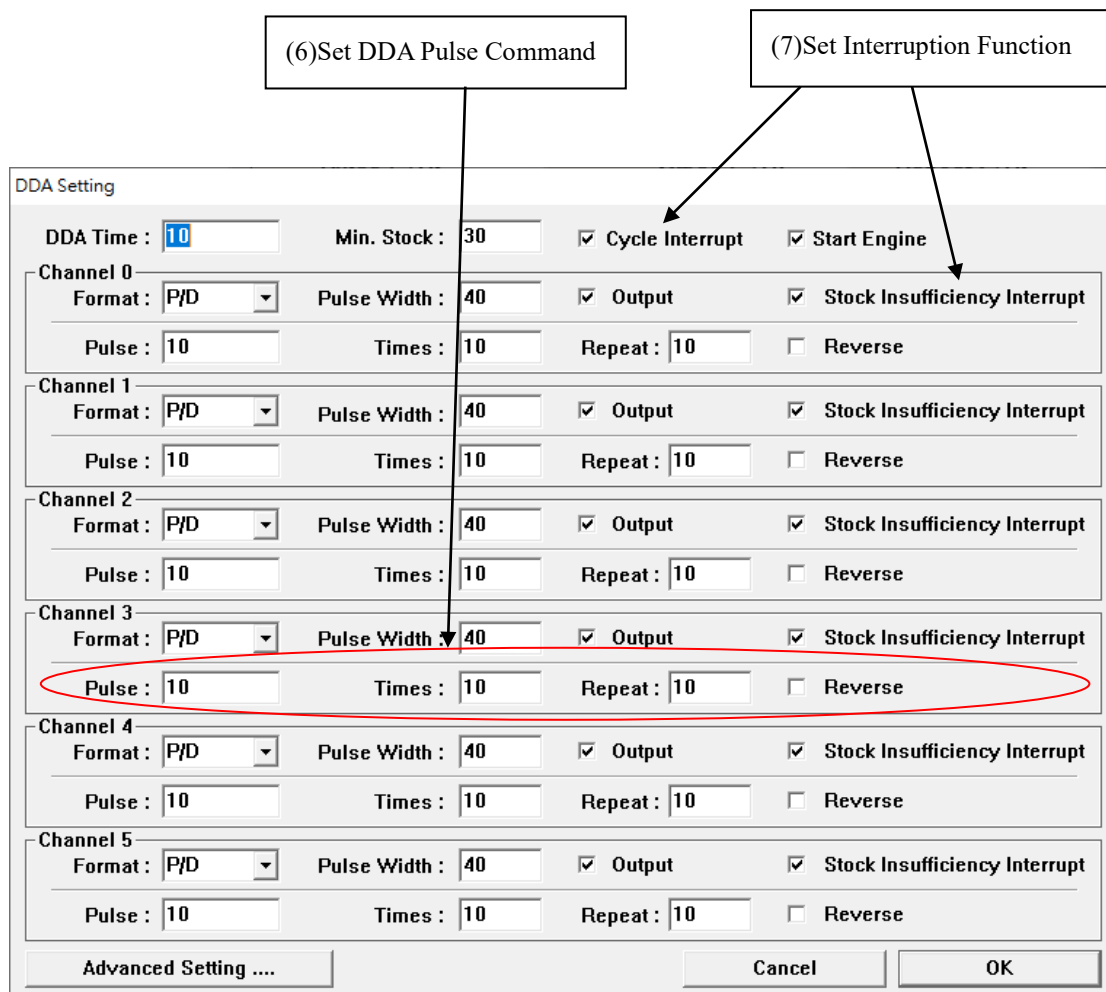 (6)Set DDA Pulse Command
(7)Set Interruption Function
DDA Setting
DDA Time : 10 Min. Stock : 30 Cycle Interrupt Start Engine
Channel 0
Format : P/D Pulse Width : 40 Output Stock Insufficiency Interrupt
Pulse : 10 Times : 10 Repeat : 10 Reverse
Channel 1
Format : P/D Pulse Width : 40 Output Stock Insufficiency Interrupt
Pulse : 10 Times : 10 Repeat : 10 Reverse
Channel 2
Format : P/D Pulse Width : 40 Output Stock Insufficiency Interrupt
Pulse : 10 Times : 10 Repeat : 10 Reverse
Channel 3
Format : P/D Pulse Width : 40 Output Stock Insufficiency Interrupt
Pulse : 10 Times : 10 Repeat : 10 Reverse
Channel 4
Format : P/D Pulse Width : 40 Output Stock Insufficiency Interrupt
Pulse : 10 Times : 10 Repeat : 10 Reverse
Channel 5
Format : P/D Pulse Width : 40 Output Stock Insufficiency Interrupt
Pulse : 10 Times : 10 Repeat : 10 Reverse
Advanced Setting .... Cancel OK